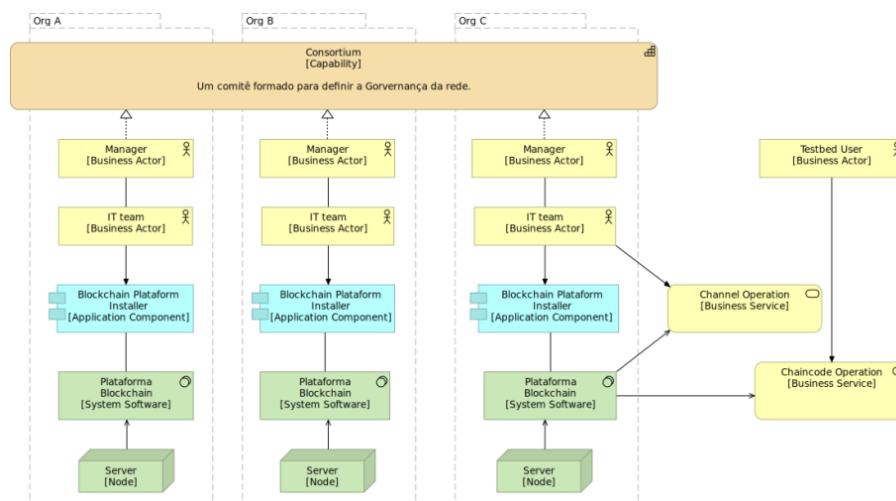 Org A
Org B
Org C
Consortium
[Capability]
Um comitê formado para definir a Gorvernança da rede.
Manager
[Business Actor]
Manager
[Business Actor]
Manager
[Business Actor]
Testbed User
[Business Actor]
IT team
[Business Actor]
IT team
[Business Actor]
IT team
[Business Actor]
Blockchain Plataform
Installer
[Application Component]
Blockchain Plataform
Installer
[Application Component]
Blockchain Plataform
Installer
[Application Component]
Channel Operation
[Business Service]
Plataforma
Blockchain
[System Software]
Plataforma
Blockchain
[System Software]
Plataforma
Blockchain
[System Software]
Chaincode Operation
[Business Service]
Server
[Node]
Server
[Node]
Server
[Node]